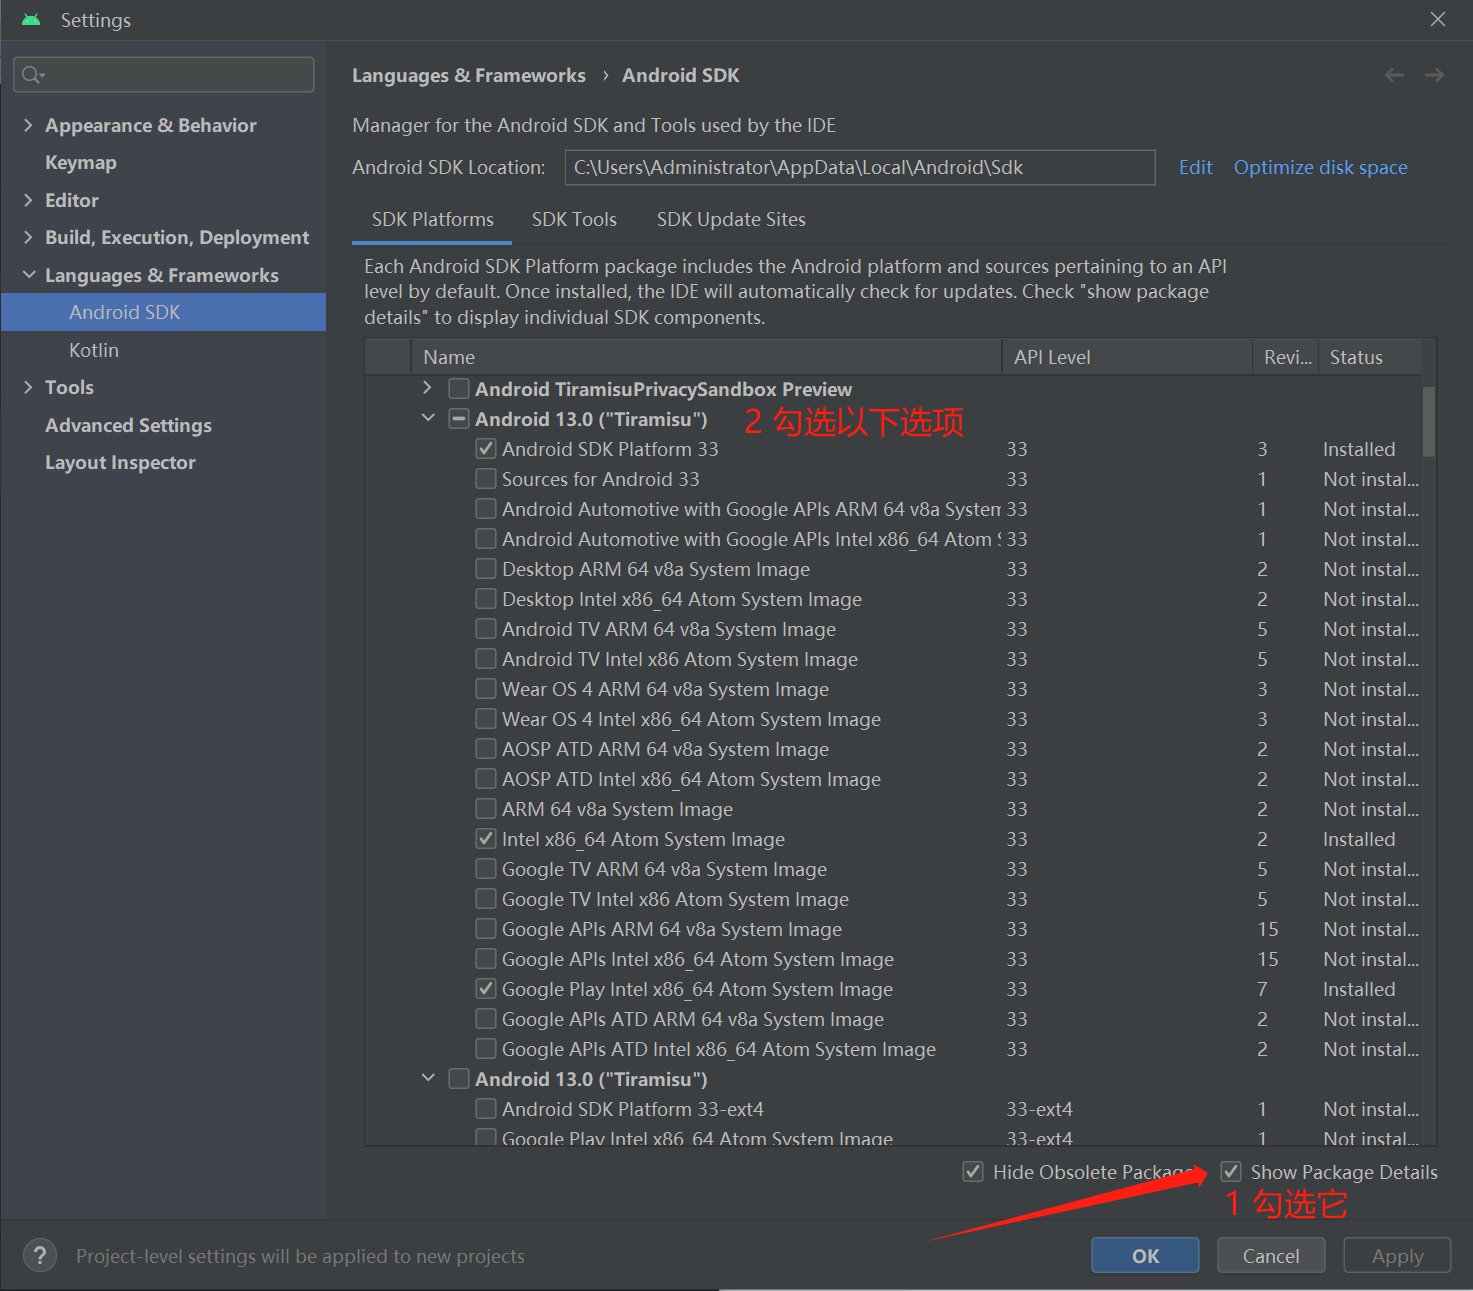 Settings
Languages & Frameworks › Android SDK
Appearance & Behavior
Keymap
Editor
Build, Execution, Deployment
Languages & Frameworks
Android SDK
Kotlin
Tools
Advanced Settings
Layout Inspector
Manager for the Android SDK and Tools used by the IDE
Android SDK Location: C:\Users\Administrator\AppData\Local\Android\Sdk Edit Optimize disk space
SDK Platforms SDK Tools SDK Update Sites
Each Android SDK Platform package includes the Android platform and sources pertaining to an API
level by default. Once installed, the IDE will automatically check for updates. Check "show package
details" to display individual SDK components.
Name API Level Revi... Status
Android TiramisuPrivacySandbox Preview
Android 13.0 ("Tiramisu") 2 勾选以下选项
Android SDK Platform 33 33 3 Installed
Sources for Android 33 33 1 Not instal...
Android Automotive with Google APIs ARM 64 v8a System 33 1 Not instal...
Android Automotive with Google APIs Intel x86_64 Atom S 33 1 Not instal...
Desktop ARM 64 v8a System Image 33 2 Not instal...
Desktop Intel x86_64 Atom System Image 33 2 Not instal...
Android TV ARM 64 v8a System Image 33 5 Not instal...
Android TV Intel x86 Atom System Image 33 5 Not instal...
Wear OS 4 ARM 64 v8a System Image 33 3 Not instal...
Wear OS 4 Intel x86_64 Atom System Image 33 3 Not instal...
AOSP ATD ARM 64 v8a System Image 33 2 Not instal...
AOSP ATD Intel x86_64 Atom System Image 33 2 Not instal...
ARM 64 v8a System Image 33 2 Not instal...
Intel x86_64 Atom System Image 33 2 Installed
Google TV ARM 64 v8a System Image 33 5 Not instal...
Google TV Intel x86 Atom System Image 33 5 Not instal...
Google APIs ARM 64 v8a System Image 33 15 Not instal...
Google APIs Intel x86_64 Atom System Image 33 15 Not instal...
Google Play Intel x86_64 Atom System Image 33 7 Installed
Google APIs ATD ARM 64 v8a System Image 33 2 Not instal...
Google APIs ATD Intel x86_64 Atom System Image 33 2 Not instal...
Android 13.0 ("Tiramisu")
Android SDK Platform 33-ext4 33-ext4 1 Not instal...
Google Play Intel x86_64 Atom System Image 33-ext4 1 Not instal...
Hide Obsolete Packag Show Package Details
1 勾选它
? Project-level settings will be applied to new projects
OK Cancel Apply